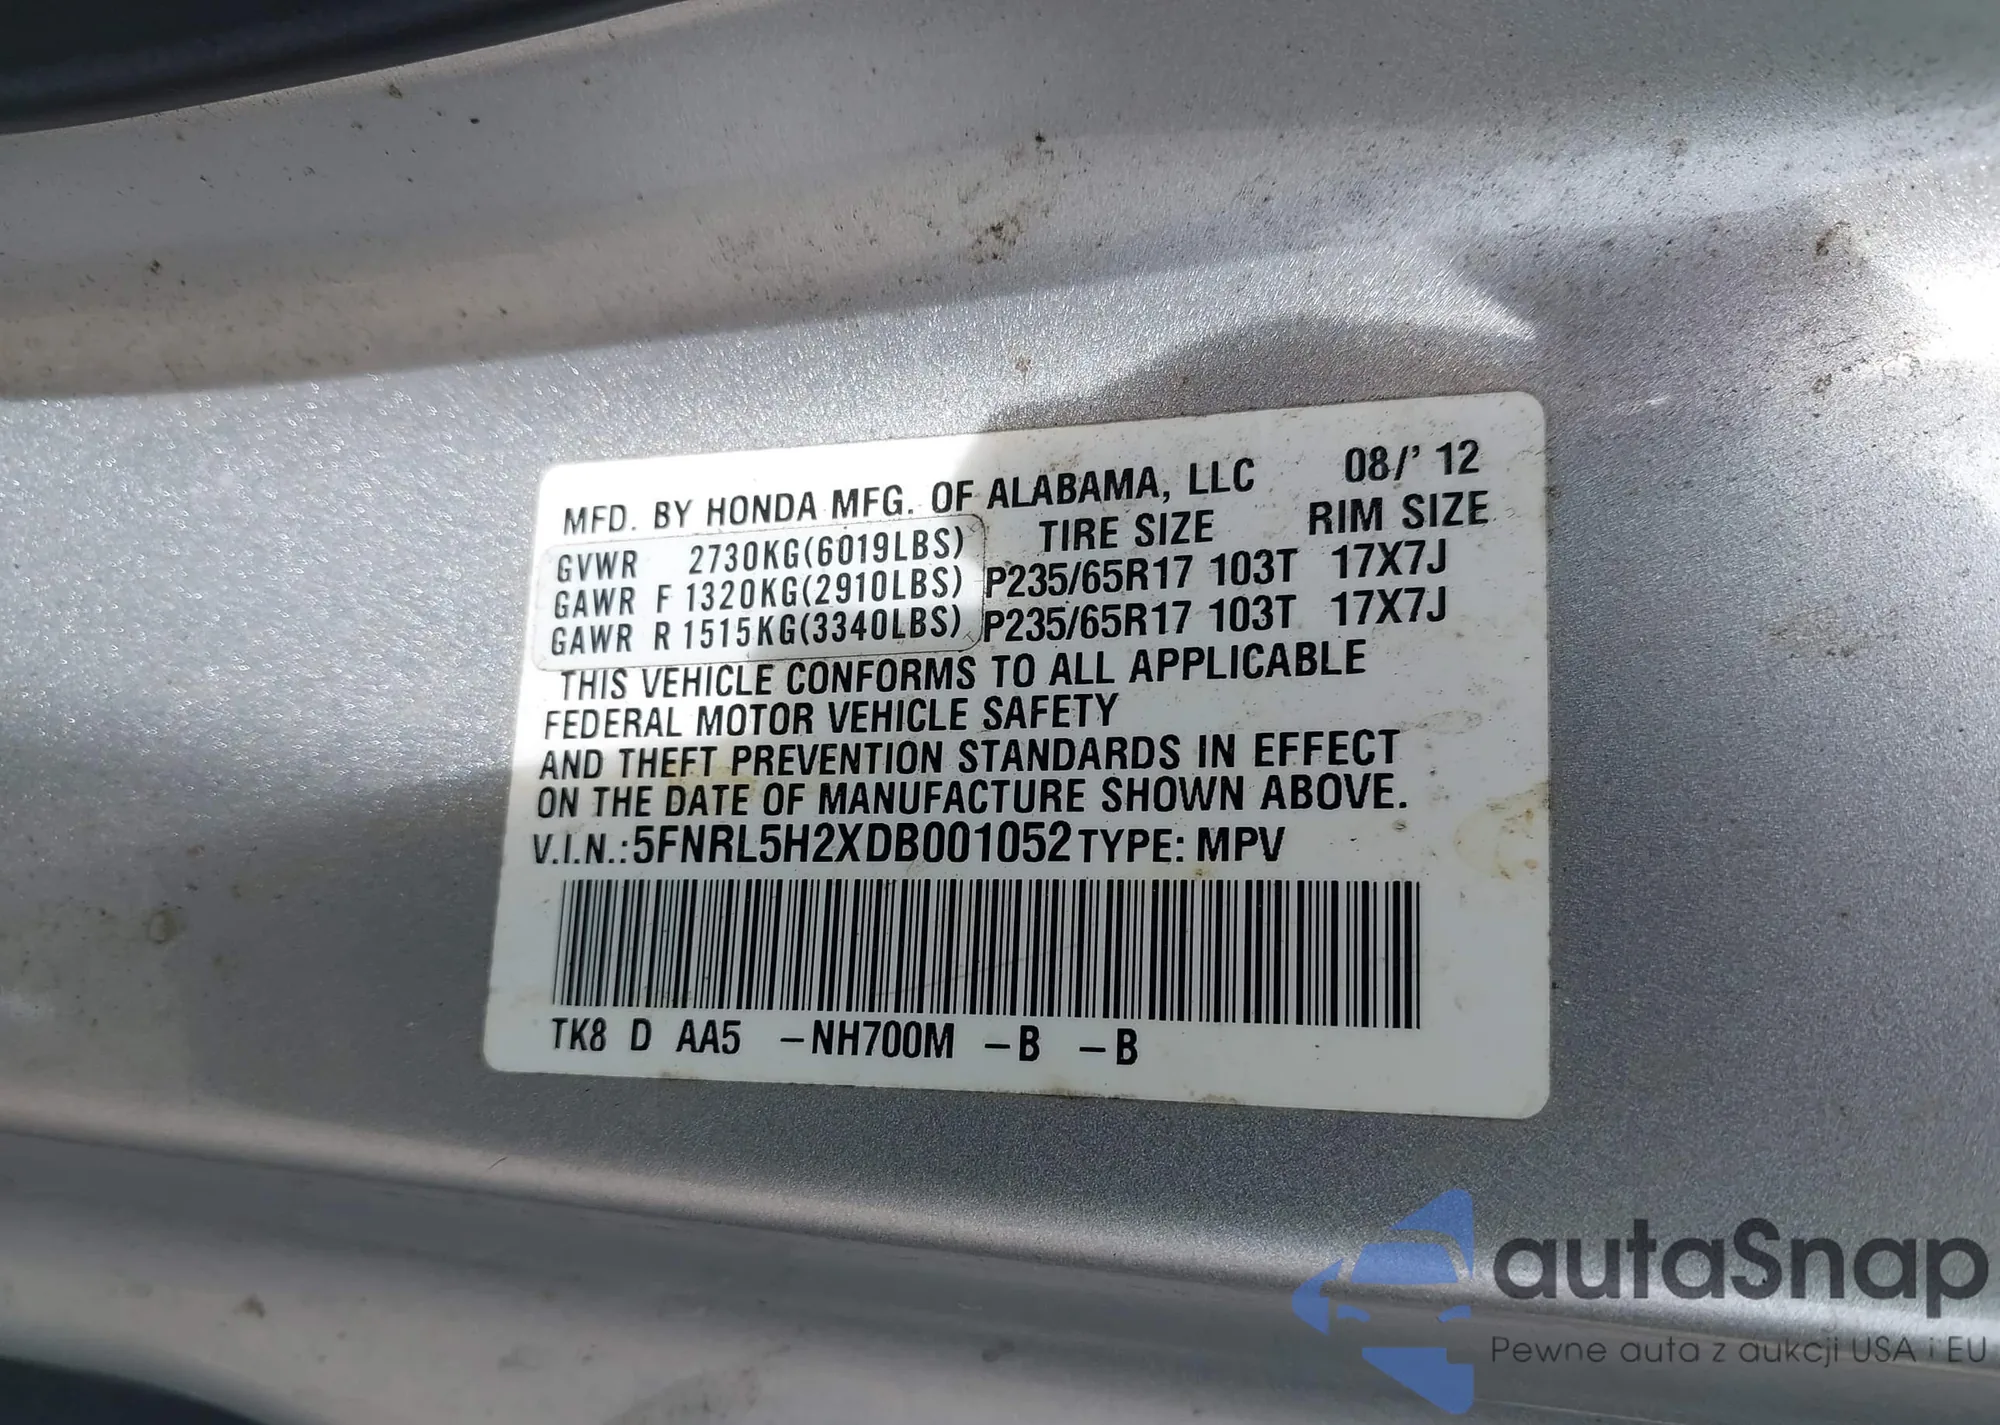 MFD. BY HONDA MFG. OF ALABAMA, LLC 08/' 12
GVWR 2730KG(6019LBS) TIRE SIZE RIM SIZE
GAWR F 1320KG(2910LBS) P235/65R17 103T 17X7J
GAWR R 1515KG(3340LBS) P235/65R17 103T 17X7J
THIS VEHICLE CONFORMS TO ALL APPLICABLE
FEDERAL MOTOR VEHICLE SAFETY
AND THEFT PREVENTION STANDARDS IN EFFECT
ON THE DATE OF MANUFACTURE SHOWN ABOVE.
V.I.N.:5FNRL5H2XDB001052 TYPE: MPV
TK8 D AA5 –NH700M –B –B
autaSnap
Pewne auta z aukcji USA i EU